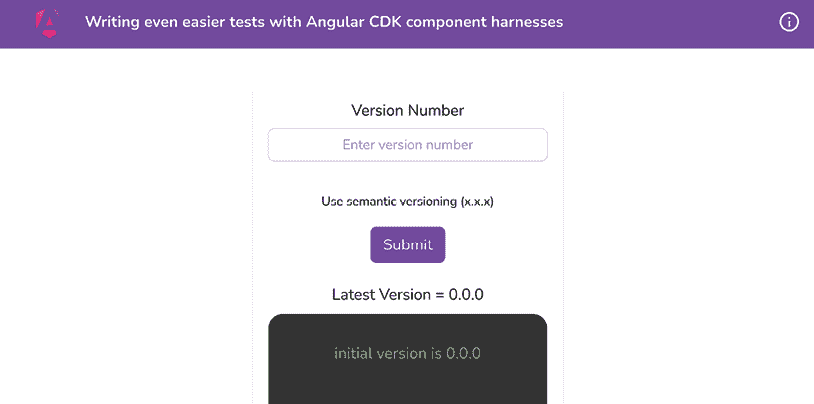 Writing even easier tests with Angular CDK component harnesses
Version Number
Enter version number
Use semantic versioning (x.x.x)
Submit
Latest Version = 0.0.0
initial version is 0.0.0